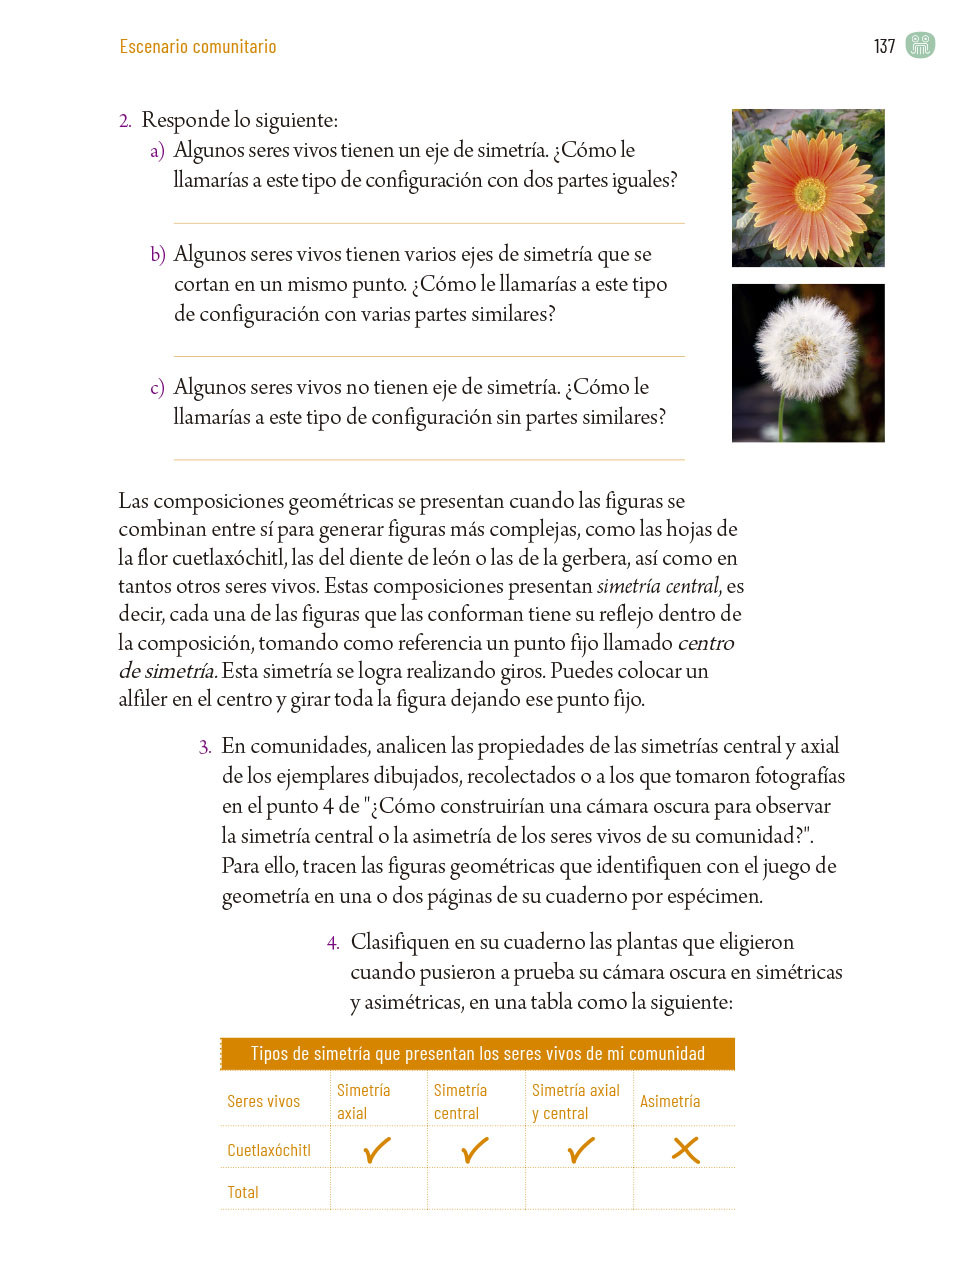 Escenario comunitario
137
2. Responde lo siguiente:
a) Algunos seres vivos tienen un eje de simetría. ¿Cómo le
llamarías a este tipo de configuración con dos partes iguales?
b) Algunos seres vivos tienen varios ejes de simetría que se
cortan en un mismo punto. ¿Cómo le llamarías a este tipo
de configuración con varias partes similares?
c) Algunos seres vivos no tienen eje de simetría. ¿Cómo le
llamarías a este tipo de configuración sin partes similares?
Las composiciones geométricas se presentan cuando las figuras se
combinan entre sí para generar figuras más complejas, como las hojas de
la flor cuetlaxóchitl, las del diente de león o las de la gerbera, así como en
tantos otros seres vivos. Estas composiciones presentan simetría central, es
decir, cada una de las figuras que las conforman tiene su reflejo dentro de
la composición, tomando como referencia un punto fijo llamado centro
de simetría. Esta simetría se logra realizando giros. Puedes colocar un
alfiler en el centro y girar toda la figura dejando ese punto fijo.
3. En comunidades, analicen las propiedades de las simetrías central y axial
de los ejemplares dibujados, recolectados o a los que tomaron fotografías
en el punto 4 de "¿Cómo construirían una cámara oscura para observar
la simetría central o la asimetría de los seres vivos de su comunidad?".
Para ello, tracen las figuras geométricas que identifiquen con el juego de
geometría en una o dos páginas de su cuaderno por espécimen.
4. Clasifiquen en su cuaderno las plantas que eligieron
cuando pusieron a prueba su cámara oscura en simétricas
y asimétricas, en una tabla como la siguiente:
Tipos de simetría que presentan los seres vivos de mi comunidad
Seres vivos
Simetría
axial
Simetría
central
Simetría axial
y central
Asimetría
Cuetlaxóchitl
Total